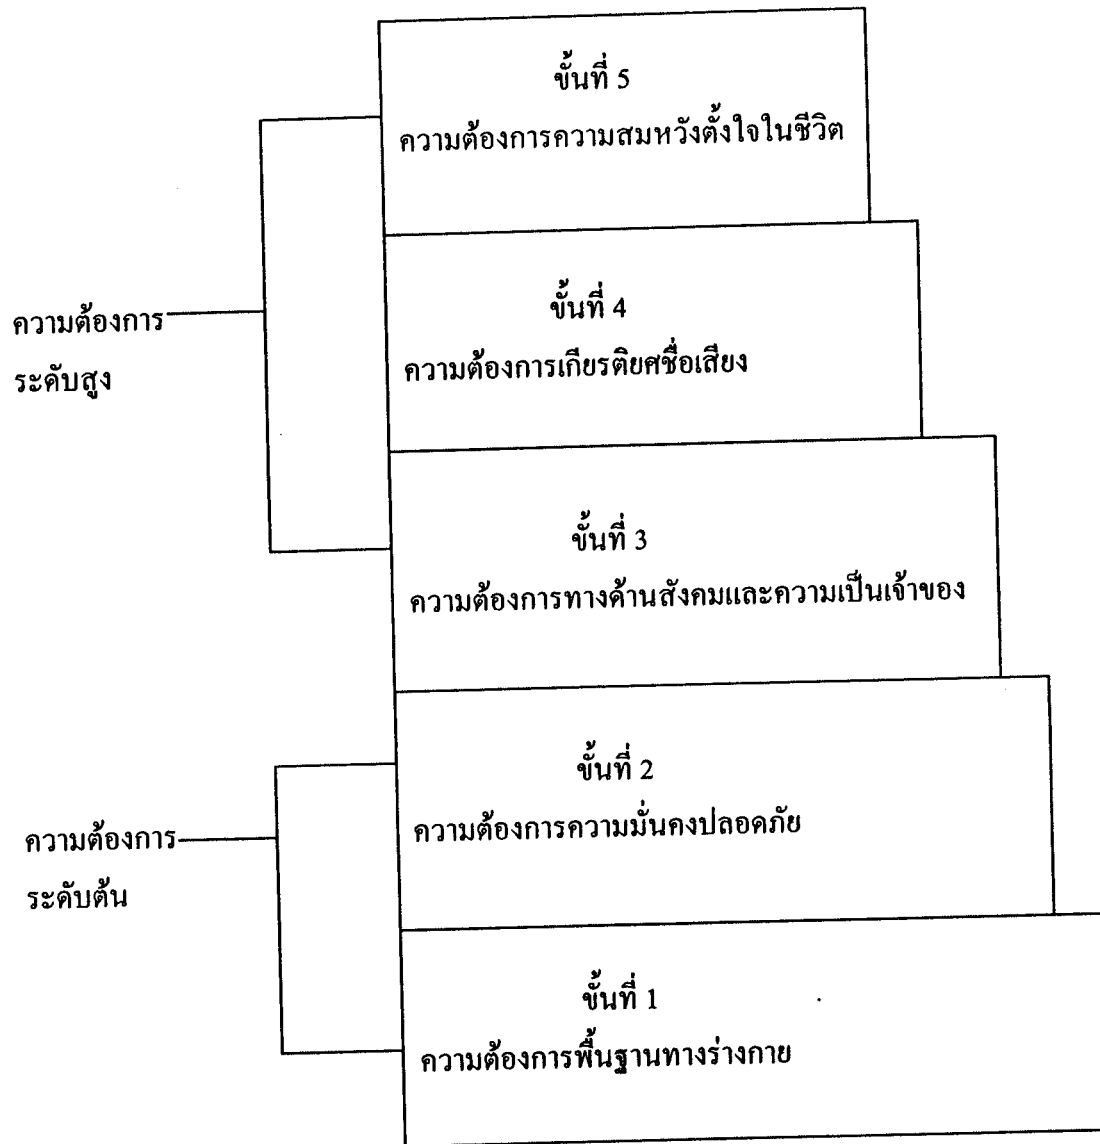 ขั้นที่ 5
ความต้องการความสมหวังตั้งใจในชีวิต
ขั้นที่ 4
ความต้องการเกียรติยศชื่อเสียง
ความต้องการ
ระดับสูง
ขั้นที่ 3
ความต้องการทางด้านสังคมและความเป็นเจ้าของ
ขั้นที่ 2
ความต้องการความมั่นคงปลอดภัย
ความต้องการ
ระดับต้น
ขั้นที่ 1
ความต้องการพื้นฐานทางร่างกาย